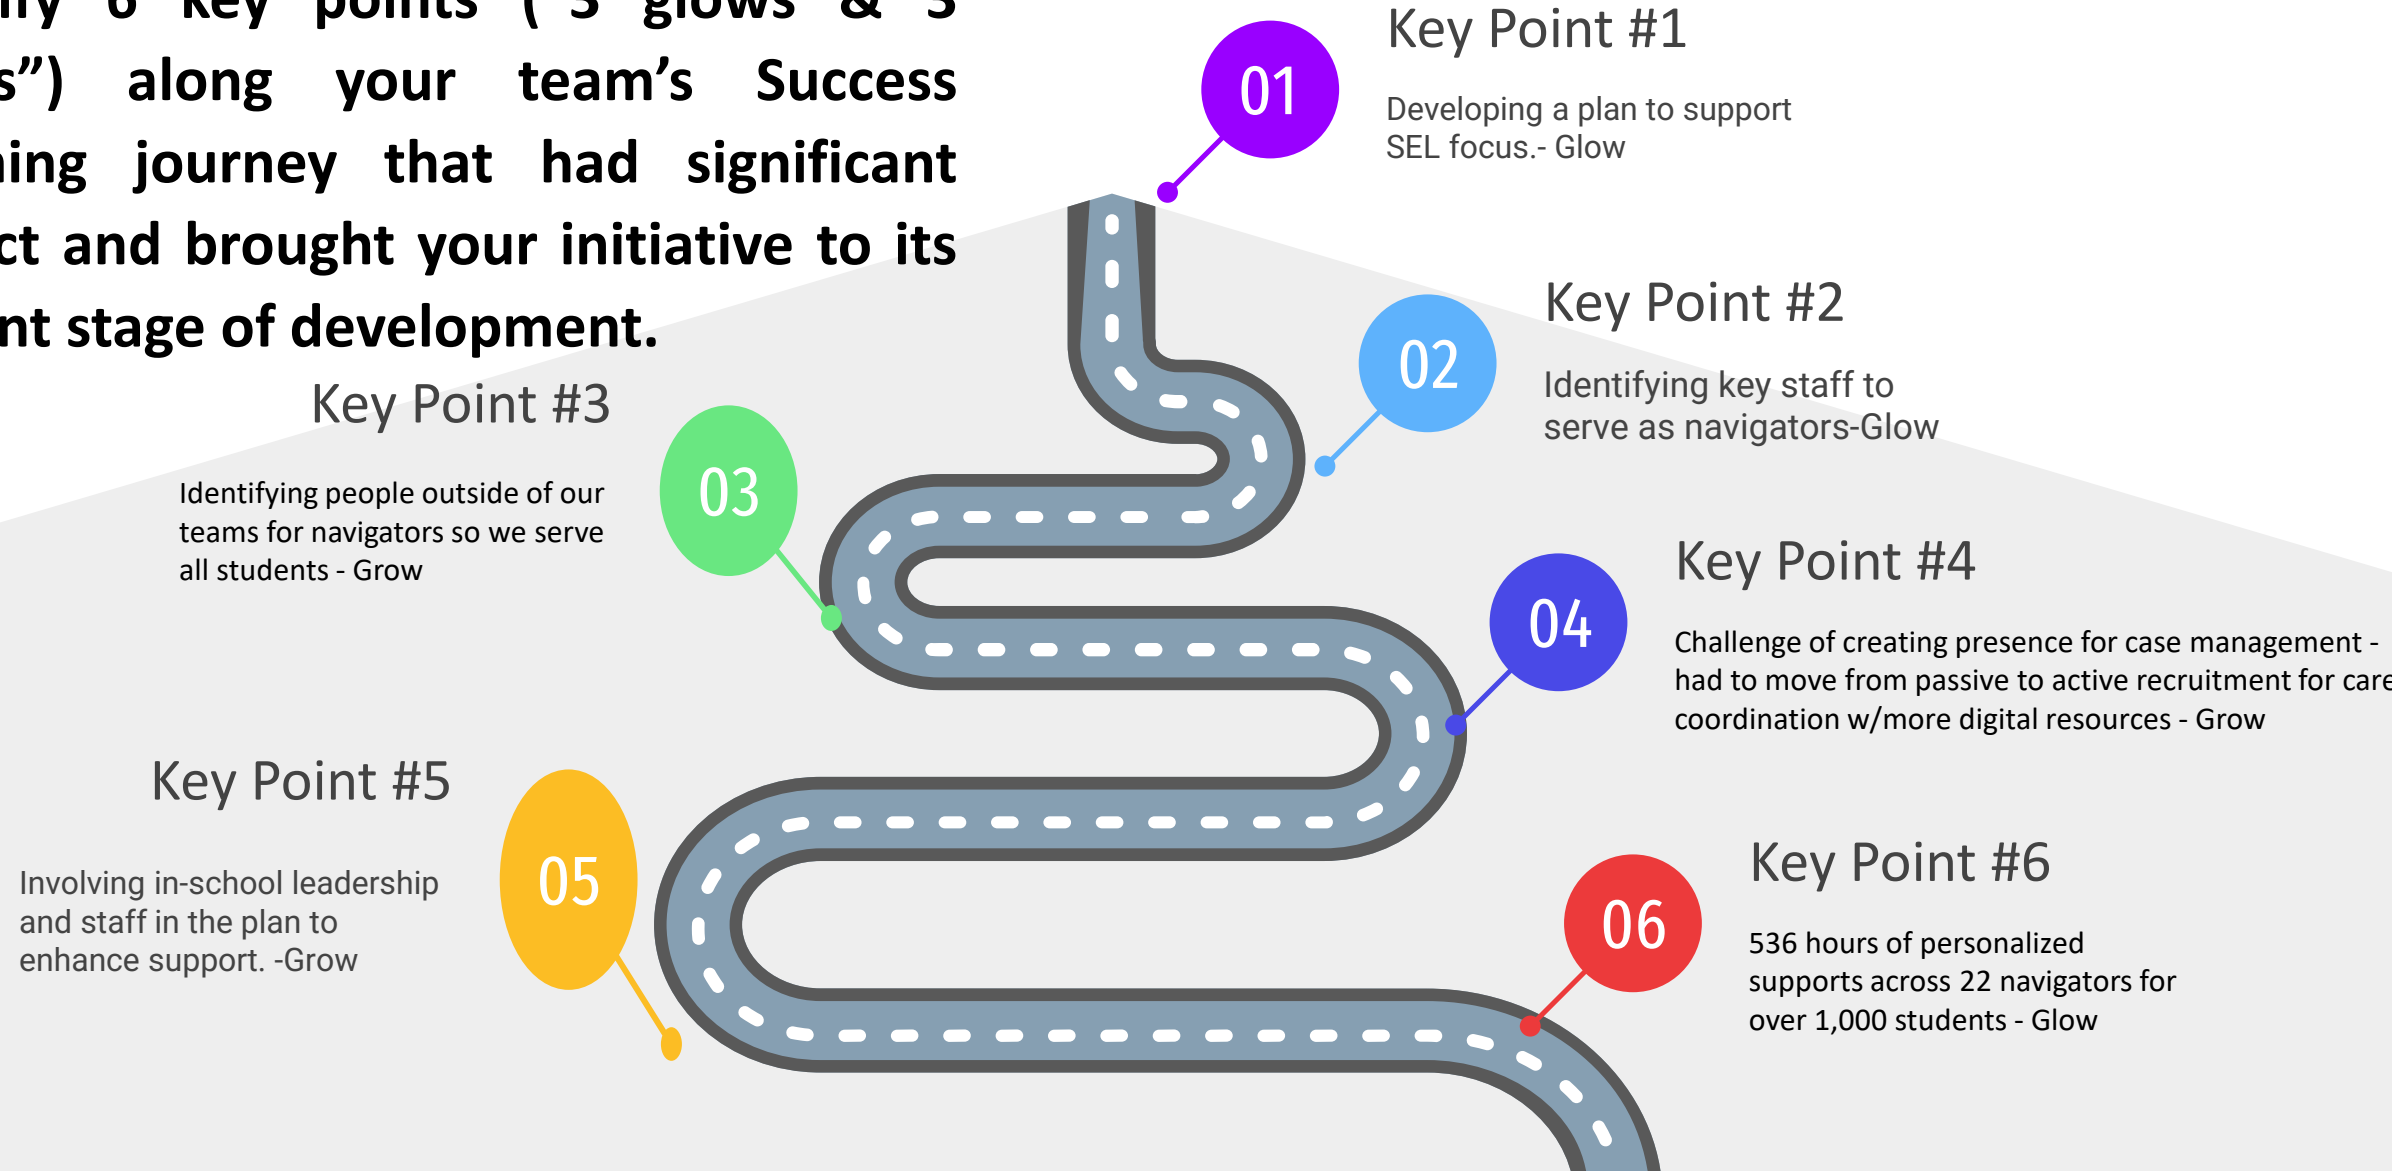 6 key points ( 3 glows & 3
along your team's Success
journey that had significant
and brought your initiative to its
stage of development.
Key Point #1
01
Developing a plan to support
SEL focus.- Glow
Key Point #2
02
Identifying key staff to
serve as navigators-Glow
Key Point #3
03
Identifying people outside of our
teams for navigators so we serve
all students - Grow
Key Point #4
04
Challenge of creating presence for case management -
had to move from passive to active recruitment for care
coordination w/more digital resources - Grow
Key Point #5
05
Involving in-school leadership
and staff in the plan to
enhance support. -Grow
Key Point #6
06
536 hours of personalized
supports across 22 navigators for
over 1,000 students - Glow